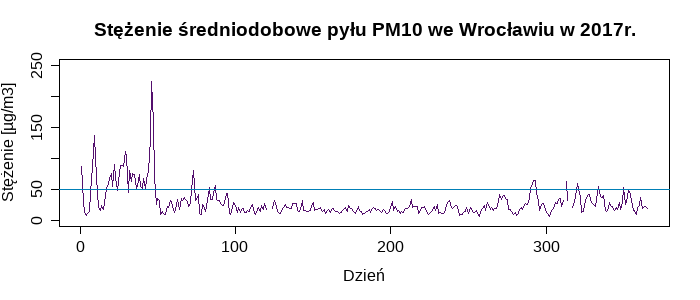 Stężenie średniodobowe pyłu PM10 we Wrocławiu w 2017r.
Stężenie [µg/m3]
250
150
50
0
0 100 200 300
Dzień